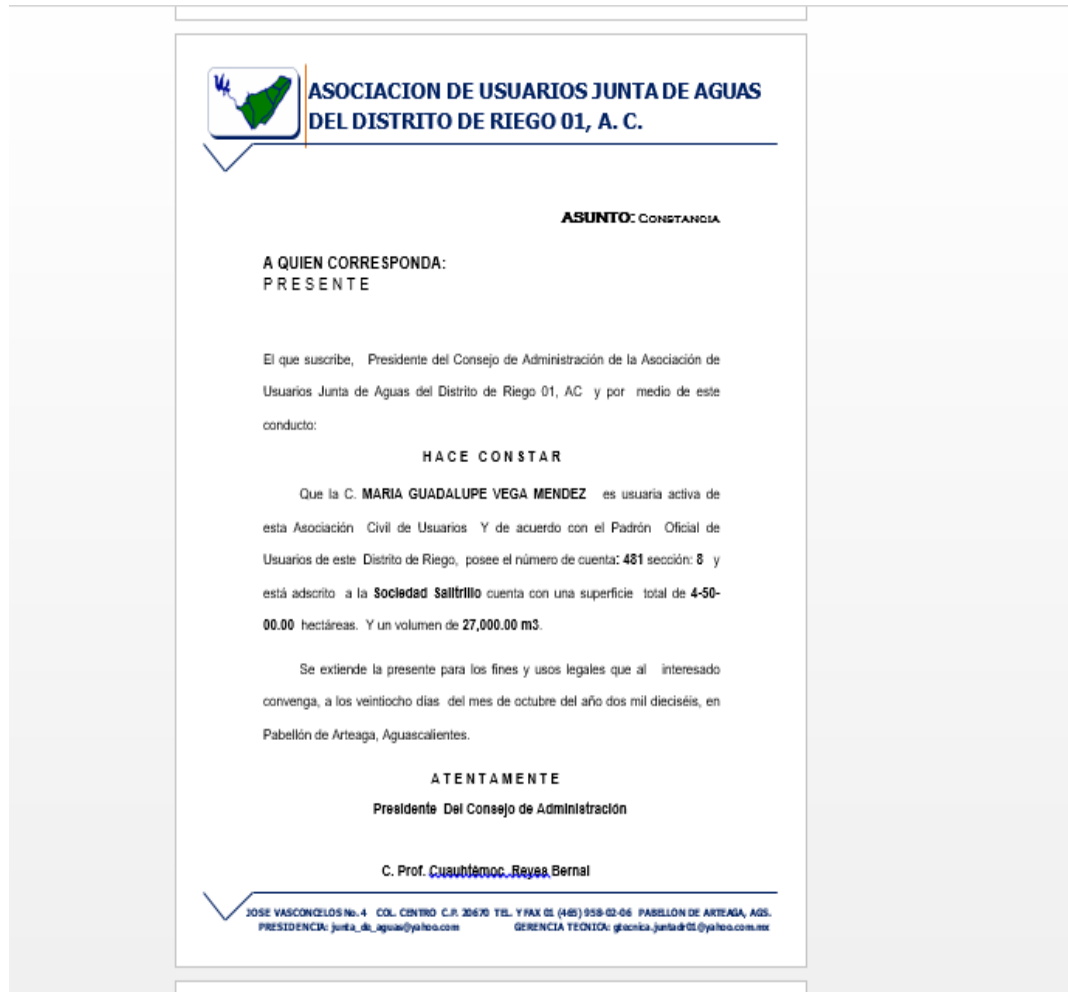 ASOCIACION DE USUARIOS JUNTA DE AGUAS
DEL DISTRITO DE RIEGO 01, A. C.
ASUNTO: CONSTANCIA
A QUIEN CORRESPONDA:
P R E S E N T E
El que suscribe, Presidente del Consejo de Administración de la Asociación de
Usuarios Junta de Aguas del Distrito de Riego 01, AC y por medio de este
conducto:
H A C E C O N S T A R
Que la C. MARIA GUADALUPE VEGA MENDEZ es usuaria activa de
esta Asociación Civil de Usuarios Y de acuerdo con el Padrón Oficial de
Usuarios de este Distrito de Riego, posee el número de cuenta: 481 sección: 8 y
está adscrito a la Sociedad Salitrillo cuenta con una superficie total de 4-50-
00.00 hectáreas. Y un volumen de 27,000.00 m3.
Se extiende la presente para los fines y usos legales que al interesado
convenga, a los veintiocho días del mes de octubre del año dos mil dieciséis, en
Pabellón de Arteaga, Aguascalientes.
A T E N T A M E N T E
Presidente Del Consejo de Administración
C. Prof. Cuauhtémoc Reyes Bernal
JOSE VASCONCELOS No. 4 COL. CENTRO C.P. 20670 TEL. Y FAX 01 (465) 958-02-06 PABELLON DE ARTEAGA, AGS.
PRESIDENCIA: junta_de_aguas@yahoo.com GERENCIA TECNICA: gtecnica.juntadr01@yahoo.com.mx